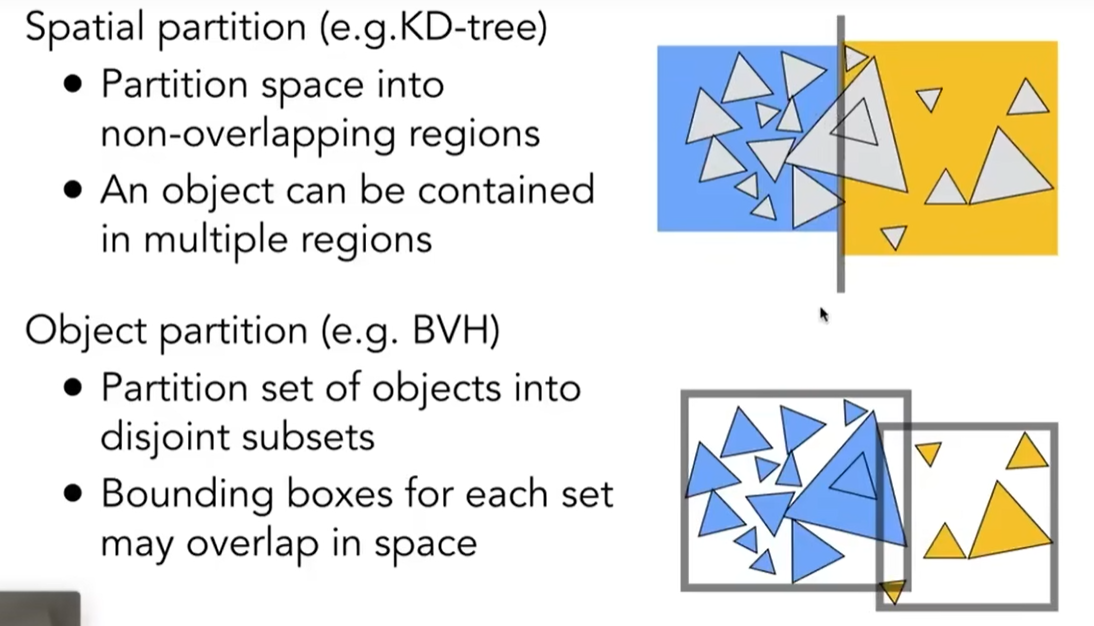 Spatial partition (e.g.KD-tree)
● Partition space into
non-overlapping regions
● An object can be contained
in multiple regions
Object partition (e.g. BVH)
● Partition set of objects into
disjoint subsets
● Bounding boxes for each set
may overlap in space